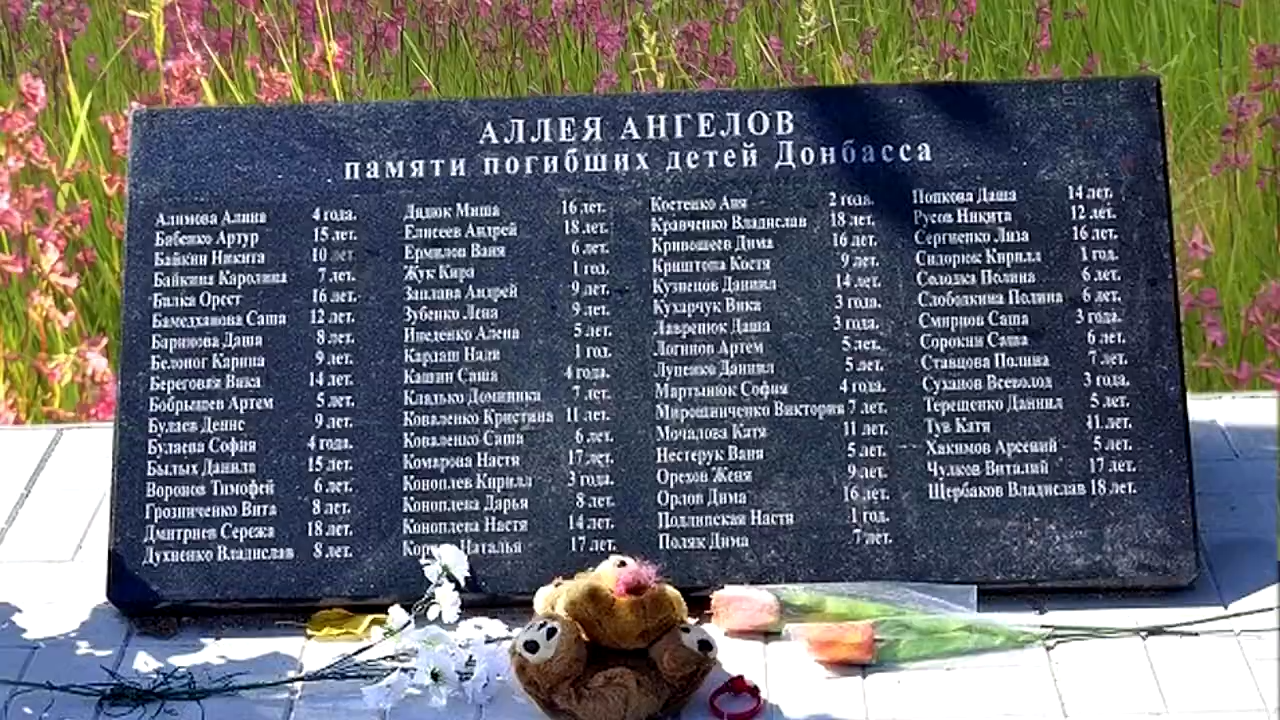 АЛЛЕЯ АНГЕЛОВ
памяти погибших детей Донбасса
Алимова Алина 4 года.
Бабенко Артур 15 лет.
Байкин Никита 10 лет.
Байкина Каролина 7 лет.
Балка Орест 16 лет.
Бамедханова Саша 12 лет.
Баринова Даша 8 лет.
Белоног Карина 9 лет.
Береговая Вика 14 лет.
Бобрышев Артем 5 лет.
Булаев Денис 9 лет.
Буляева София 4 года.
Былых Данила 15 лет.
Воронов Тимофей 6 лет.
Грозниченко Вита 8 лет.
Дмитриев Сережа 18 лет.
Духненко Владислав 8 лет.
Дядюк Миша 16 лет.
Елисеев Андрей 18 лет.
Ермилов Ваня 6 лет.
Жук Кира 1 год.
Заплава Андрей 9 лет.
Зубенко Лена 9 лет.
Алена 5 лет.
Кардаш Надя 1 год.
Кашин Саша 4 года.
Кладько Доминика 7 лет.
Коваленко Кристина 11 лет.
Коваленко Саша 6 лет.
Комарова Настя 17 лет.
Коноплев Кирилл 3 года.
Коноплева Дарья 8 лет.
Коноплева Настя 14 лет.
Наталья 17 лет.
Костенко Аня 2 года.
Кравченко Владислав 18 лет.
Кривошеев Дима 16 лет.
Криштопа Костя 9 лет.
Кузнецов Даниил 14 лет.
Кухарчук Вика 3 года.
Лавренюк Даша 3 года.
Логинов Артем 5 лет.
Луценко Даниил 5 лет.
Мартынюк София 4 года.
Мирошниченко Виктория 7 лет.
Мочалова Катя 11 лет.
Нестерук Ваня 5 лет.
Орехов Женя 9 лет.
Орлов Дима 16 лет.
Подлипская Настя 1 год.
Поляк Дима 7 лет.
Попкова Даша 14 лет.
Русов Никита 12 лет.
Сергиенко Лиза 16 лет.
Сидорюк Кирилл 1 год.
Солодка Полина 6 лет.
Слободкина Полина 6 лет.
Смирнов Саша 3 года.
Сорокин Саша 6 лет.
Ставцова Полина 7 лет.
Суханов Всеволод 3 года.
Терещенко Даниил 5 лет.
Тув Катя 11 лет.
Хакимов Арсений 5 лет.
Чулков Виталий 17 лет.
Щербаков Владислав 18 лет.